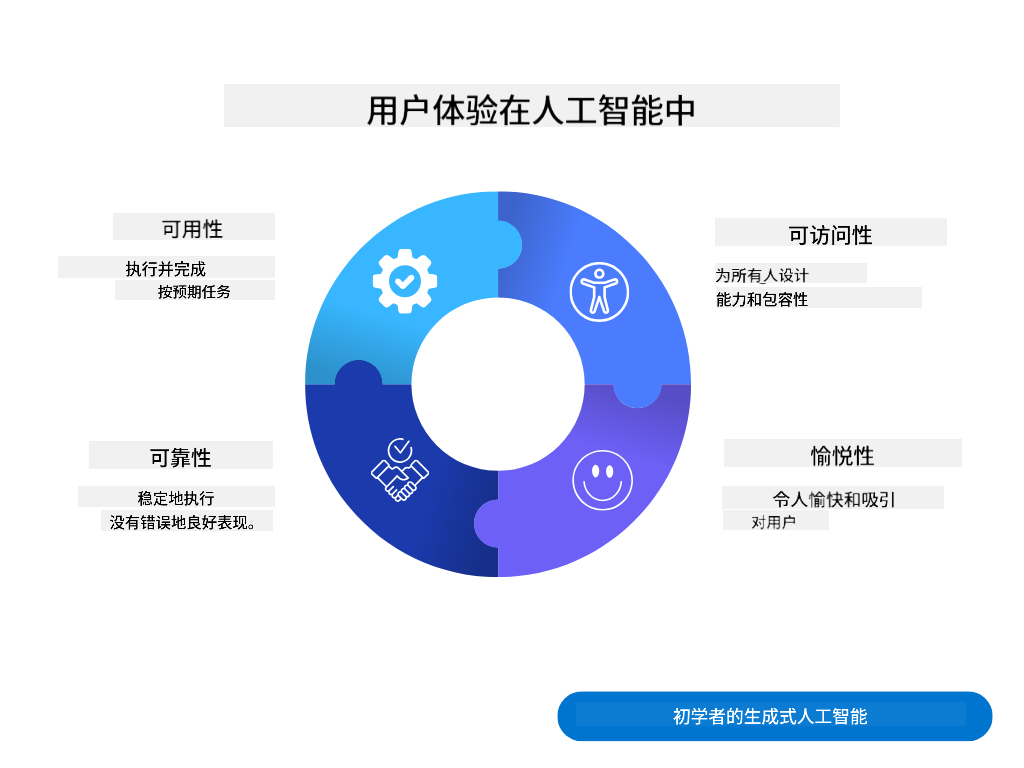 用户体验在人工智能中
可用性
执行并完成
按预期任务
可访问性
为所有人设计
能力和包容性
可靠性
稳定地执行
没有错误地良好表现。
愉悦性
令人愉快和吸引
对用户
初学者的生成式人工智能